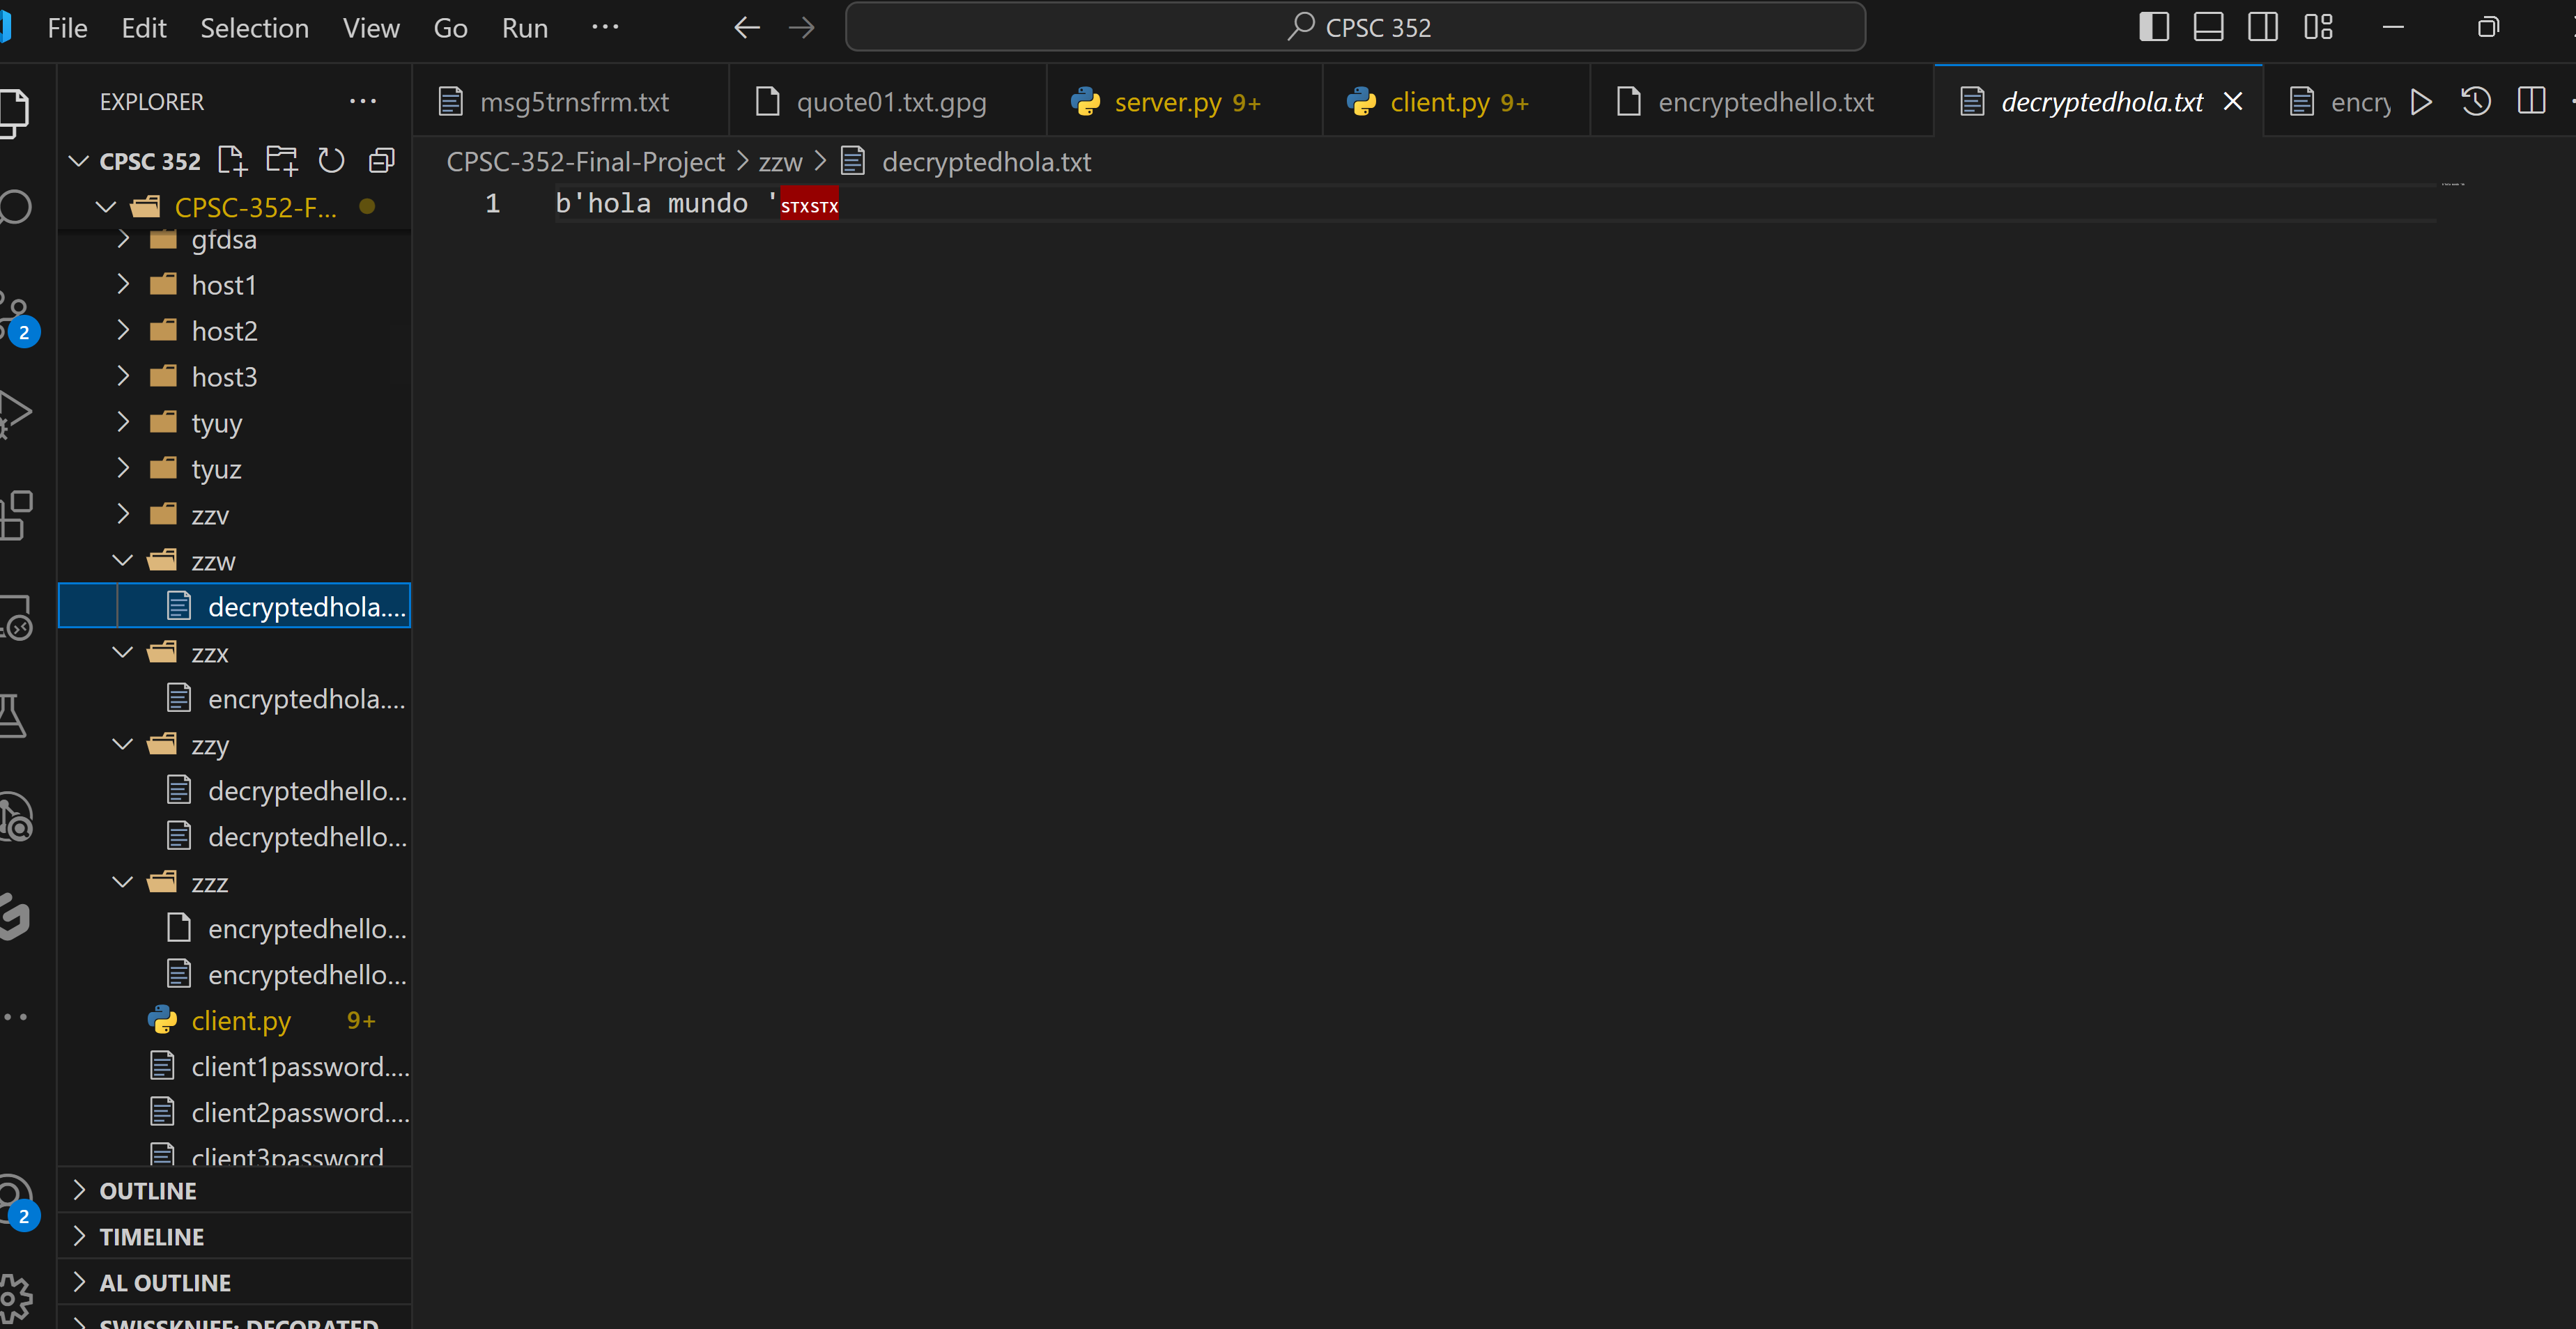 File Edit Selection View Go Run ···
CPSC 352
EXPLORER ···
msg5trnsfrm.txt
quote01.txt.gpg
server.py 9+
client.py 9+
encryptedhello.txt
decryptedhola.txt
encry
CPSC 352
CPSC-352-F...
gfdsa
host1
host2
host3
tyuy
tyuz
zzv
zzw
decryptedhola....
zzx
encryptedhola....
zzy
decryptedhello...
decryptedhello...
zzz
encryptedhello...
encryptedhello...
client.py 9+
client1password....
client2password....
client3password
OUTLINE
TIMELINE
AL OUTLINE
SWISSKNIFE: DECORATED
2
2
CPSC-352-Final-Project > zzw > decryptedhola.txt
1 b'hola mundo 'STXSTX